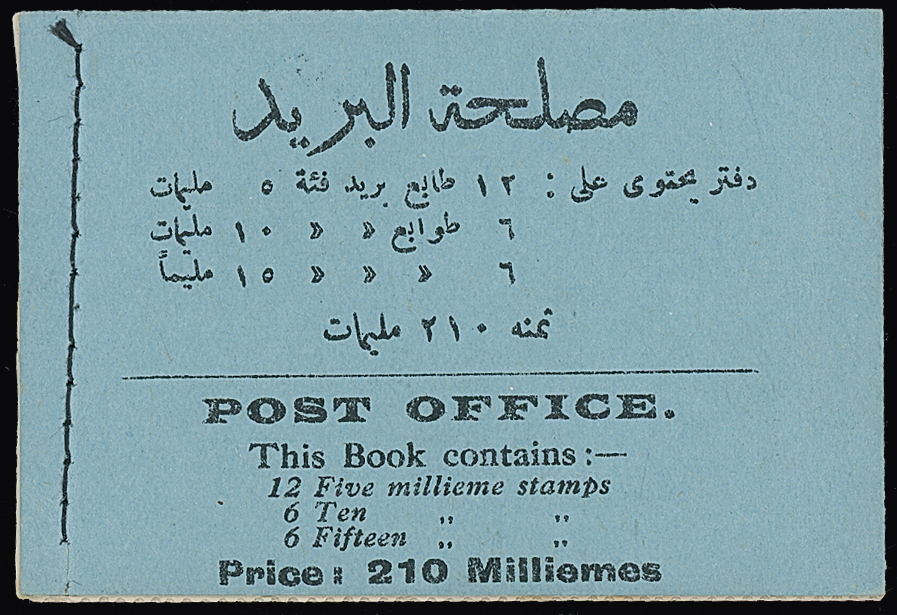 مصلحة البريد
دفتر يحتوى على : ١٢ طابع بريد فئة ٥ مليمات
٦ طوابع » » ١٠ مليمات
٦ » » » ١٥ مليماً
ثمنه ٢١٠ مليمات
POST OFFICE.
This Book contains :—
12 Five millieme stamps
6 Ten ,, ,,
6 Fifteen ,, ,,
Price: 210 Milliemes